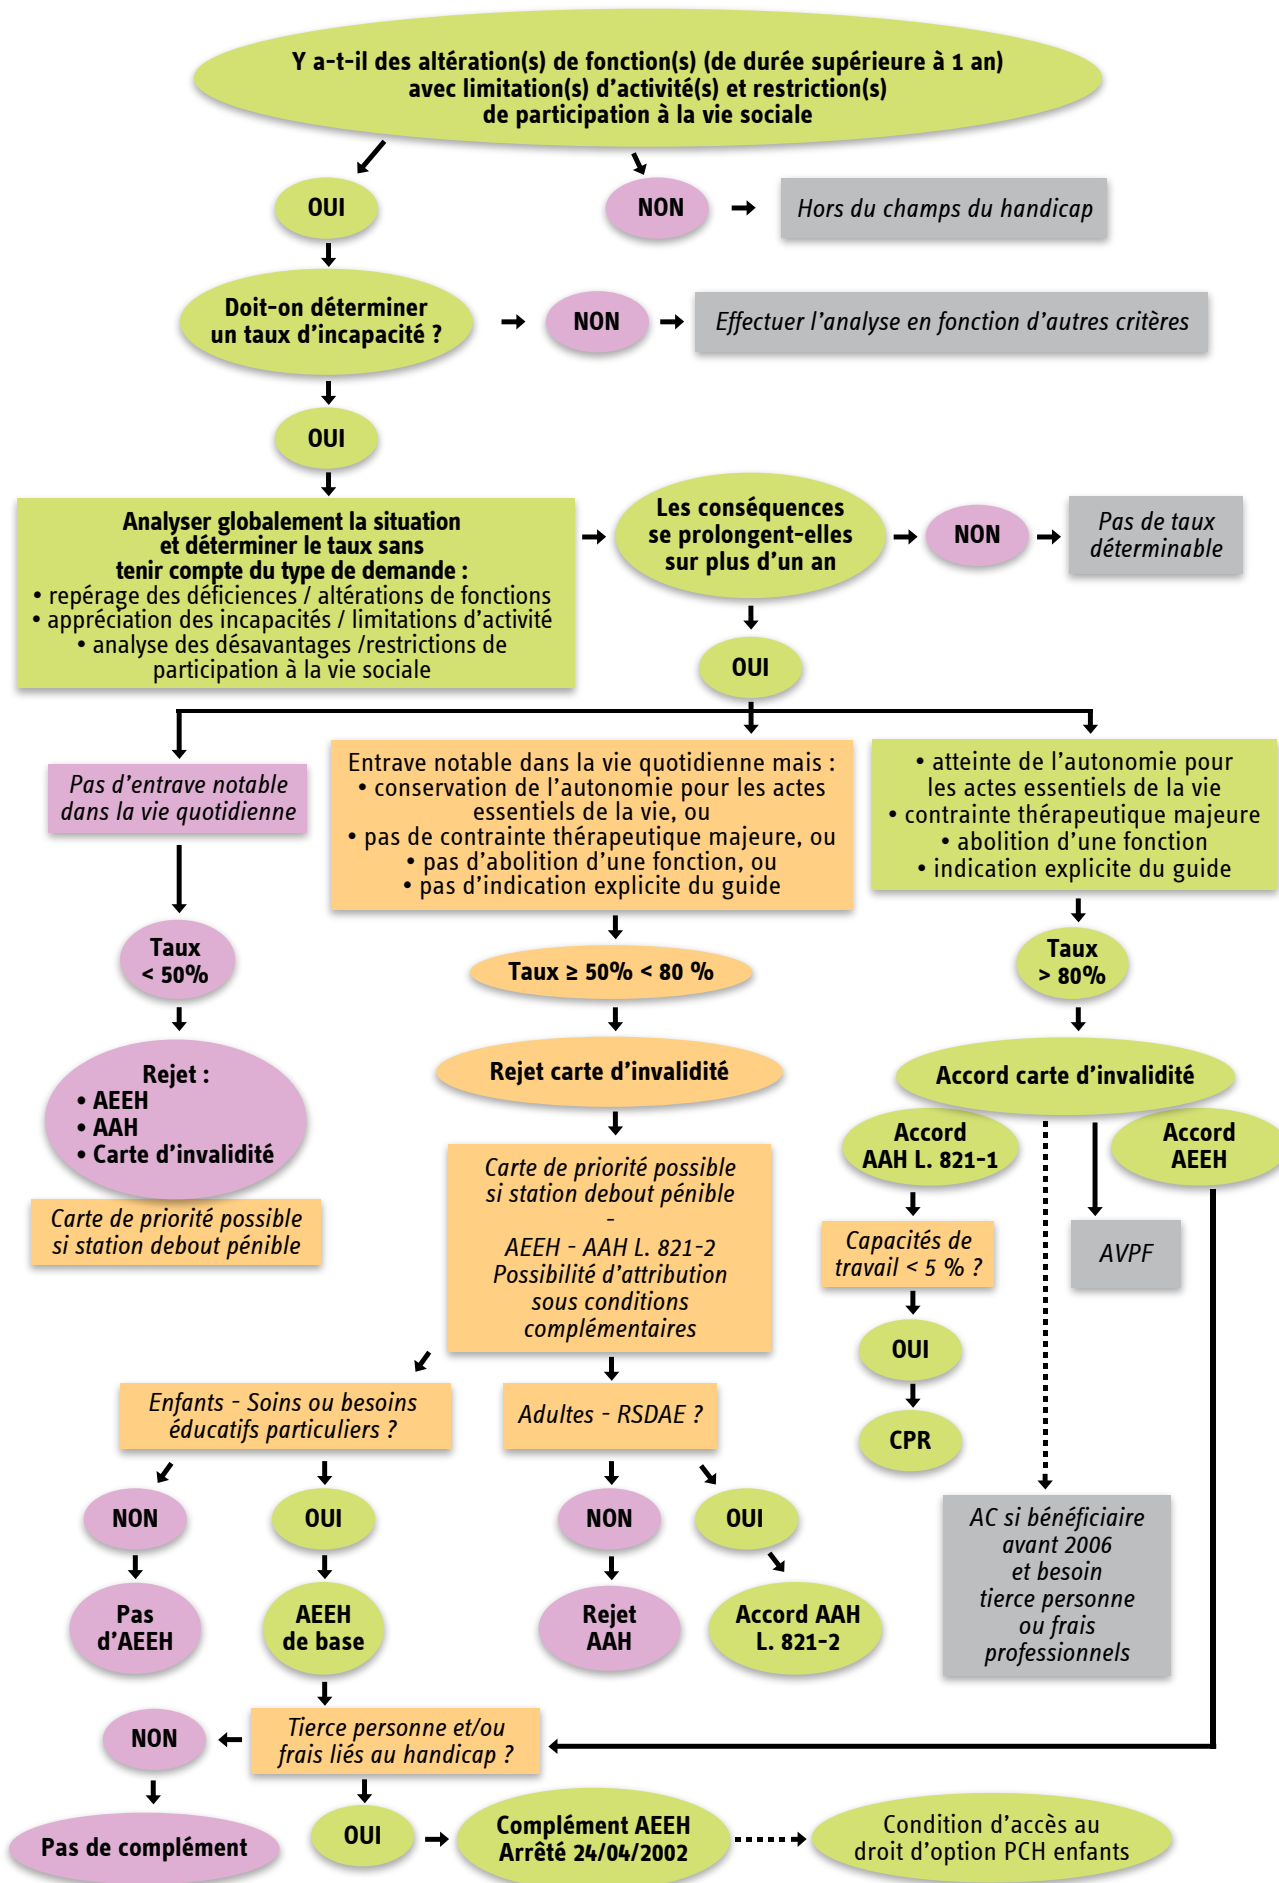 Y a-t-il des altération(s) de fonction(s) (de durée supérieure à 1 an)
avec limitation(s) d'activité(s) et restriction(s)
de participation à la vie sociale
OUI
NON
Hors du champs du handicap
Doit-on déterminer
un taux d'incapacité ?
NON
Effectuer l'analyse en fonction d'autres critères
OUI
Analyser globalement la situation
et déterminer le taux sans
tenir compte du type de demande :
• repérage des déficiences / altérations de fonctions
• appréciation des incapacités / limitations d'activité
• analyse des désavantages /restrictions de
participation à la vie sociale
Les conséquences
se prolongent-elles
sur plus d'un an
NON
Pas de taux
déterminable
OUI
Pas d'entrave notable
dans la vie quotidienne
Entrave notable dans la vie quotidienne mais :
• conservation de l'autonomie pour les actes
essentiels de la vie, ou
• pas de contrainte thérapeutique majeure, ou
• pas d'abolition d'une fonction, ou
• pas d'indication explicite du guide
• atteinte de l'autonomie pour
les actes essentiels de la vie
• contrainte thérapeutique majeure
• abolition d'une fonction
• indication explicite du guide
Taux
< 50%
Taux ≥ 50% < 80 %
Taux
> 80%
Rejet :
• AEEH
• AAH
• Carte d'invalidité
Carte de priorité possible
si station debout pénible
Rejet carte d'invalidité
Accord carte d'invalidité
Carte de priorité possible
si station debout pénible
-
AEEH - AAH L. 821-2
Possibilité d'attribution
sous conditions
complémentaires
Accord
AAH L. 821-1
Accord
AEEH
Capacités de
travail < 5 % ?
AVPF
OUI
CPR
Enfants - Soins ou besoins
éducatifs particuliers ?
Adultes - RSDAE ?
NON
OUI
NON
OUI
AC si bénéficiaire
avant 2006
et besoin
tierce personne
ou frais
professionnels
Pas
d'AEEH
AEEH
de base
Rejet
AAH
Accord AAH
L. 821-2
NON
Tierce personne et/ou
frais liés au handicap ?
Pas de complément
OUI
Complément AEEH
Arrêté 24/04/2002
Condition d'accès au
droit d'option PCH enfants